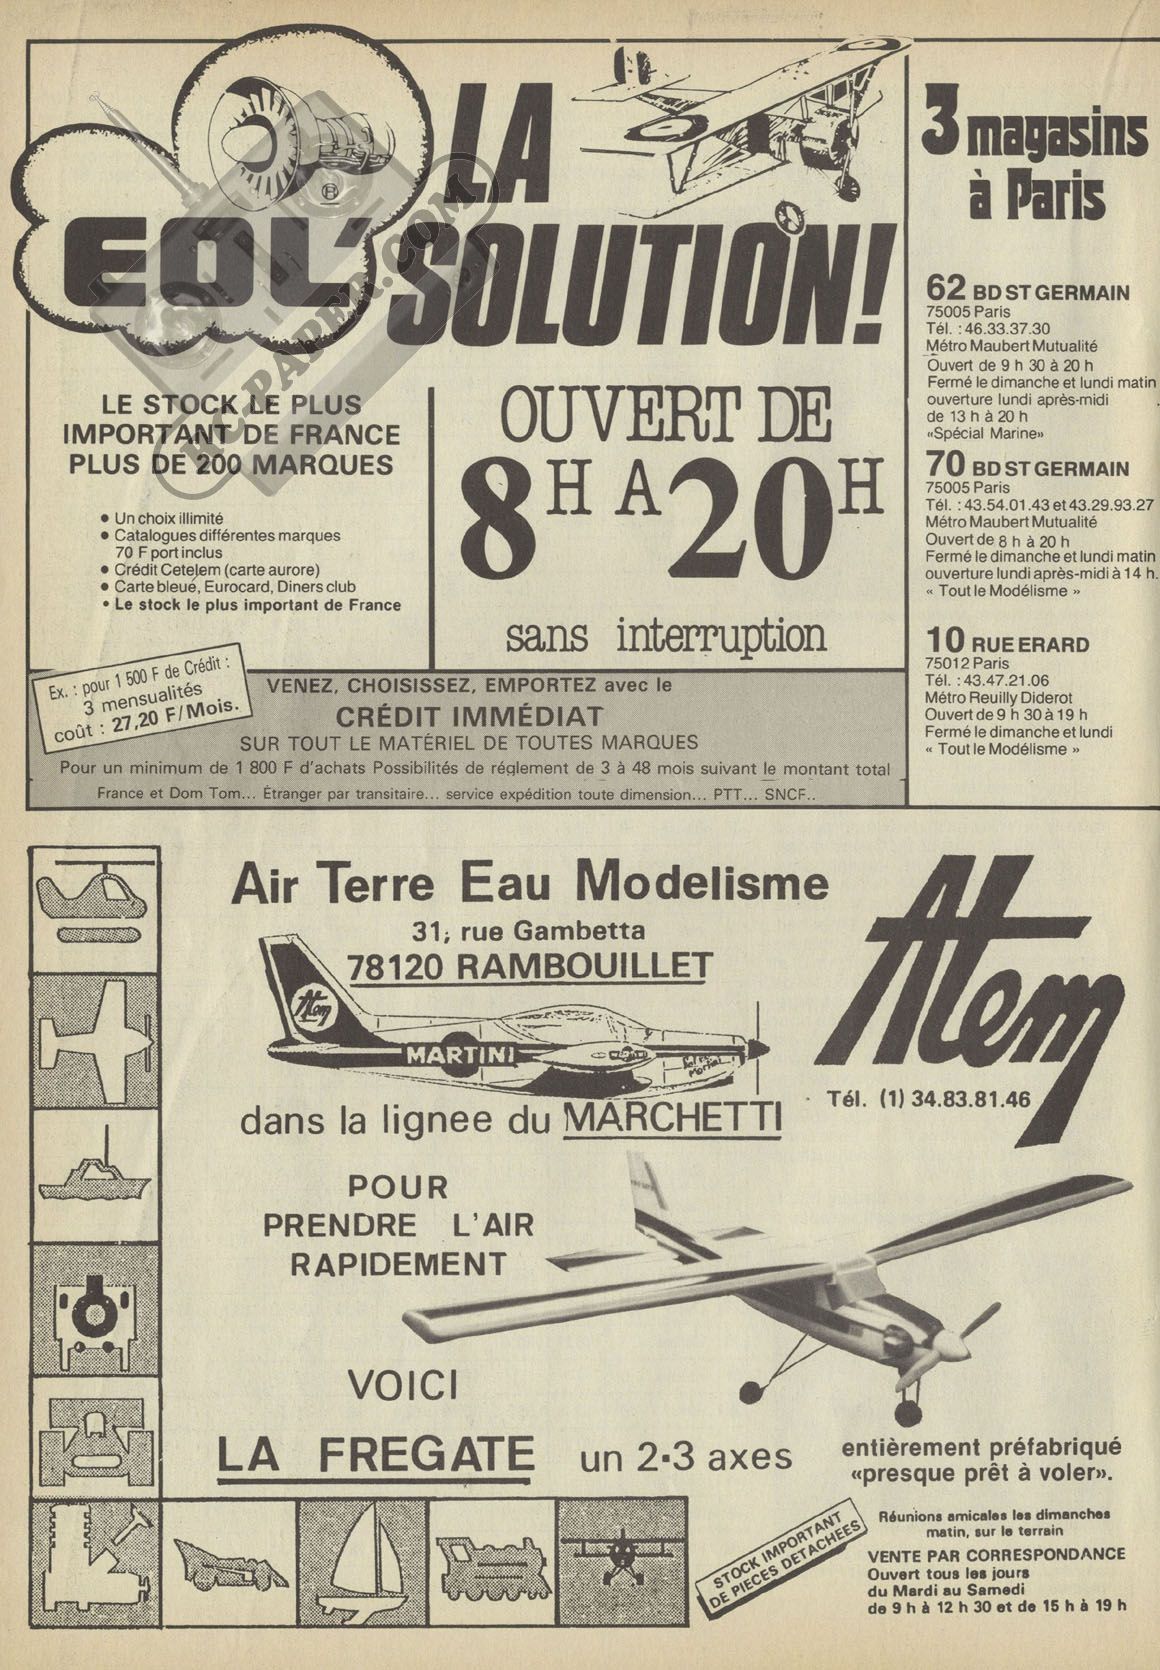 EOL'
®
LA
SOLUTION!
RC-PAPER.COM
LE STOCK LE PLUS
IMPORTANT DE FRANCE
PLUS DE 200 MARQUES
• Un choix illimité
• Catalogues différentes marques
70 F port inclus
• Crédit Cetelem (carte aurore)
• Carte bleue, Eurocard, Diners club
• Le stock le plus important de France
OUVERT DE
8H A 20H
sans interruption
Ex. : pour 1 500 F de Crédit :
3 mensualités
coût : 27,20 F/Mois.
VENEZ, CHOISISSEZ, EMPORTEZ avec le
CRÉDIT IMMÉDIAT
SUR TOUT LE MATÉRIEL DE TOUTES MARQUES
Pour un minimum de 1 800 F d'achats Possibilités de réglement de 3 à 48 mois suivant le montant total
France et Dom Tom... Étranger par transitaire... service expédition toute dimension... PTT... SNCF..
3 magasins
à Paris
62 BD ST GERMAIN
75005 Paris
Tél. : 46.33.37.30
Métro Maubert Mutualité
Ouvert de 9 h 30 à 20 h
Fermé le dimanche et lundi matin
ouverture lundi après-midi
de 13 h à 20 h
«Spécial Marine»
70 BD ST GERMAIN
75005 Paris
Tél. : 43.54.01.43 et 43.29.93.27
Métro Maubert Mutualité
Ouvert de 8 h à 20 h
Fermé le dimanche et lundi matin
ouverture lundi après-midi à 14 h.
« Tout le Modélisme »
10 RUE ERARD
75012 Paris
Tél. : 43.47.21.06
Métro Reuilly Diderot
Ouvert de 9 h 30 à 19 h
Fermé le dimanche et lundi
« Tout le Modélisme »
Air Terre Eau Modelisme
31, rue Gambetta
78120 RAMBOUILLET
Atem
MARTINI
dans la lignee du MARCHETTI
Atem
Tél. (1) 34.83.81.46
POUR
PRENDRE L'AIR
RAPIDEMENT
VOICI
LA FREGATE un 2-3 axes
entièrement préfabriqué
«presque prêt à voler».
STOCK IMPORTANT
DE PIECES DETACHEES
Réunions amicales les dimanches
matin, sur le terrain
VENTE PAR CORRESPONDANCE
Ouvert tous les jours
du Mardi au Samedi
de 9 h à 12 h 30 et de 15 h à 19 h